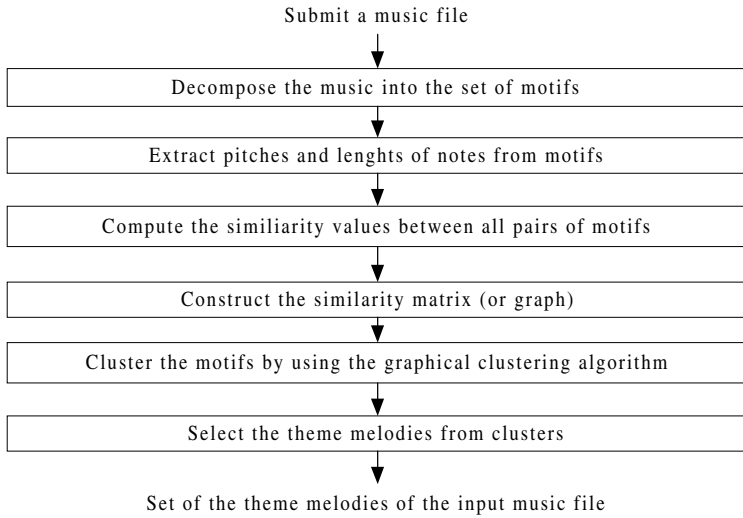 Submit a music file
Decompose the music into the set of motifs
Extract pitches and lenghts of notes from motifs
Compute the similiarity values between all pairs of motifs
Construct the similarity matrix (or graph)
Cluster the motifs by using the graphical clustering algorithm
Select the theme melodies from clusters
Set of the theme melodies of the input music file